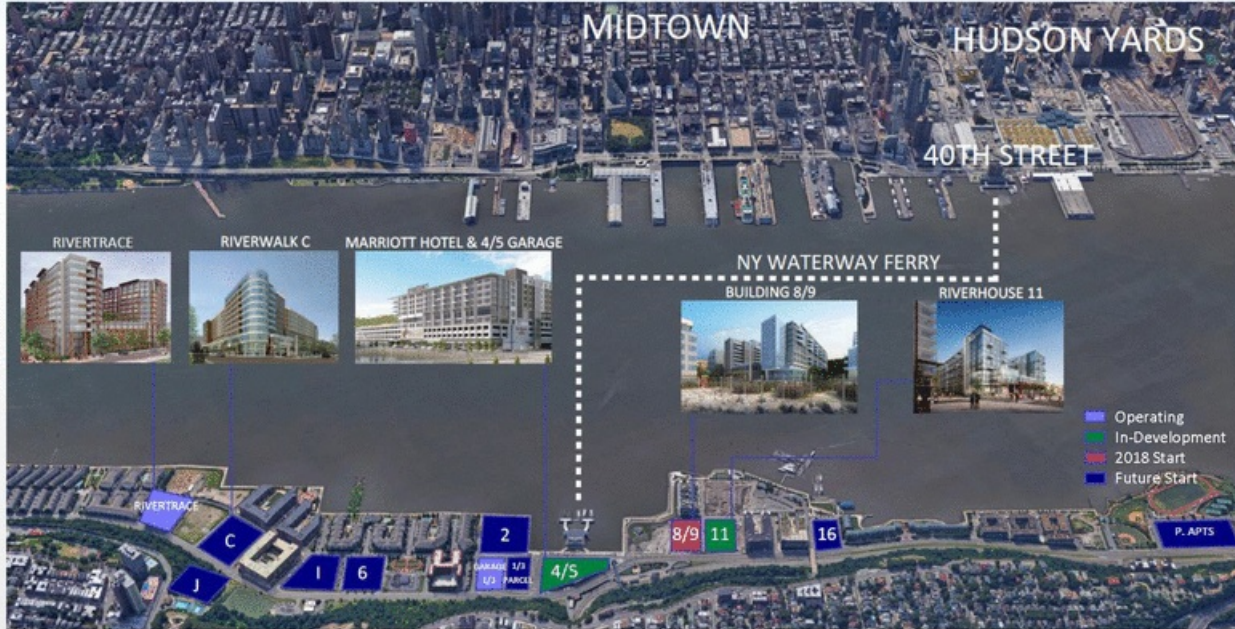 MIDTOWN
HUDSON YARDS
40TH STREET
RIVERTRACE
RIVERWALK C
MARRIOTT HOTEL & 4/5 GARAGE
NY WATERWAY FERRY
BUILDING 8/9
RIVERHOUSE 11
Operating
In-Development
2018 Start
Future Start
RIVERTRACE
C
J
I
6
2
GARAGE
1/3
1/3
PARCEL
4/5
8/9
11
16
P. APTS